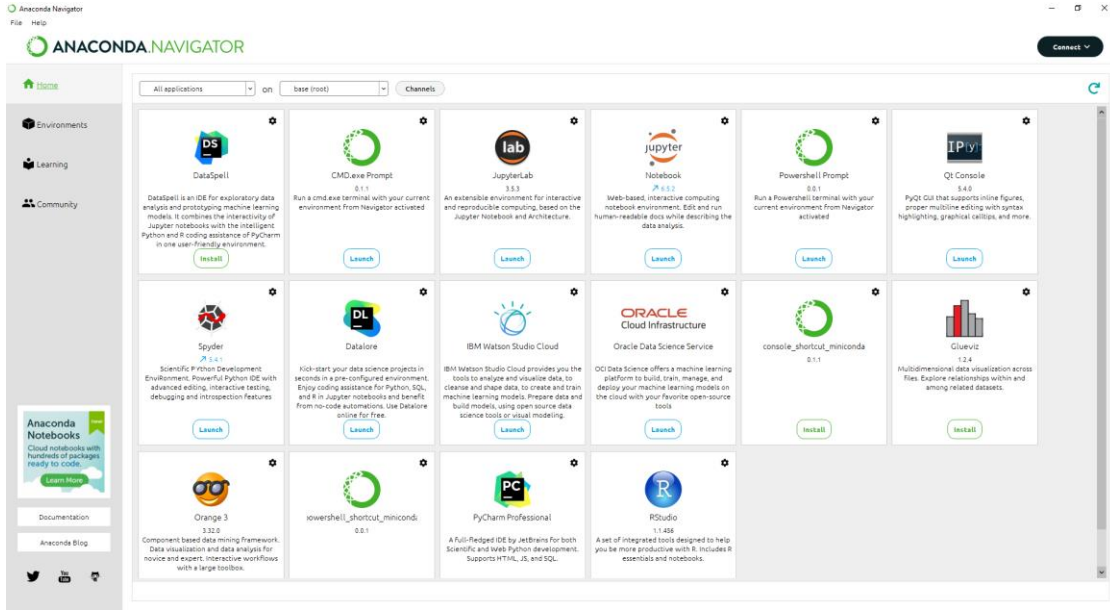 Anaconda Navigator
File Help
ANACONDA.NAVIGATOR
Connect
Home
Environments
Learning
Community
All applications
on
base (root)
Channels
DS
DataSpell
DataSpell is an IDE for exploratory data
analysis and prototyping machine learning
models. It combines the interactivity of
Jupyter notebooks with the intelligent
Python and R coding assistance of PyCharm
in one user-friendly environment.
Install
CMD.exe Prompt
0.1.1
Run a cmd.exe terminal with your current
environment from Navigator activated
Launch
lab
JupyterLab
3.5.3
An extensible environment for interactive
and reproducible computing, based on the
Jupyter Notebook and Architecture.
Launch
jupyter
Notebook
6.5.2
Web-based, interactive computing
notebook environment. Edit and run
human-readable docs while describing the
data analysis.
Launch
Powershell Prompt
0.0.1
Run a Powershell terminal with your
current environment from Navigator
activated
Launch
IP[y]:
Qt Console
5.4.0
PyQt GUI that supports inline figures,
proper multiline editing with syntax
highlighting, graphical calltips, and more.
Launch
Spyder
5.4.1
Scientific PYthon Development
EnviRonment. Powerful Python IDE with
advanced editing, interactive testing,
debugging and introspection features
Launch
DL
Datalore
Kick-start your data science projects in
seconds in a pre-configured environment.
Enjoy coding assistance for Python, SQL,
and R in Jupyter notebooks and benefit
from no-code automations. Use Datalore
online for free.
Launch
IBM Watson Studio Cloud
IBM Watson Studio Cloud provides you the
tools to analyze and visualize data, to
cleanse and shape data, to create and train
machine learning models. Prepare data and
build models, using open source data
science tools or visual modeling.
Launch
ORACLE
Cloud Infrastructure
Oracle Data Science Service
OCI Data Science offers a machine learning
platform to build, train, manage, and
deploy your machine learning models on
the cloud with your favorite open-source
tools
Launch
console_shortcut_miniconda
0.1.1
Install
Glueviz
1.2.4
Multidimensional data visualization across
files. Explore relationships within and
among related datasets.
Install
Orange 3
3.32.0
Component based data mining framework.
Data visualization and data analysis for
novice and expert. Interactive workflows
with a large toolbox.
powershell_shortcut_miniconda
0.0.1
PC
PyCharm Professional
A full-fledged IDE by JetBrains for both
Scientific and Web Python development.
Supports HTML, JS, and SQL.
R
RStudio
1.1.456
A set of integrated tools designed to help
you be more productive with R. Includes R
essentials and notebooks.
Anaconda
Notebooks
Cloud notebooks with
hundreds of packages
ready to code.
Learn More
Documentation
Anaconda Blog
You
Tube